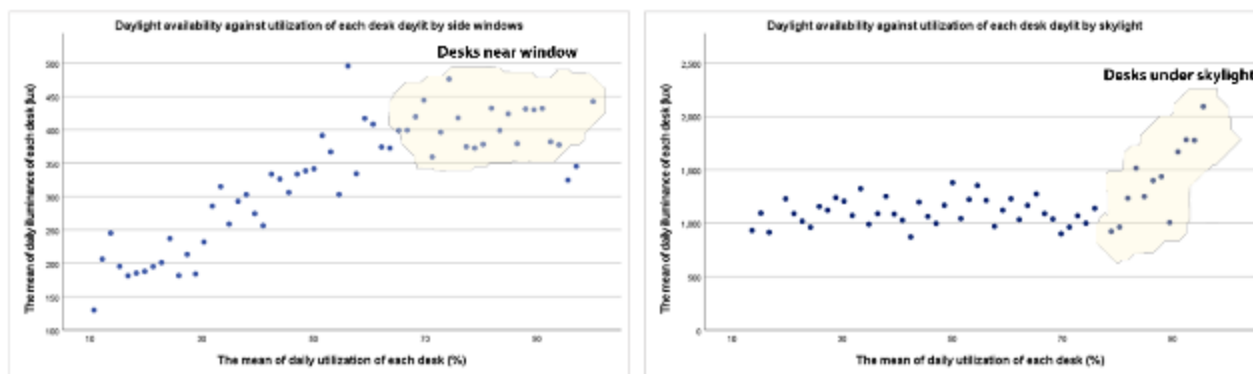 Daylight availability against utilization of each desk daylit by side windows
Desks near window
The mean of daily illuminance of each desk (lux)
500
450
400
350
300
250
200
150
100
10 30 50 70 90
The mean of daily utilization of each desk (%)
Daylight availability against utilization of each desk daylit by skylight
Desks under skylight
The mean of daily illuminance of each desk (lux)
2,500
2,000
1,500
1,000
500
0
10 30 50 70 90
The mean of daily utilization of each desk (%)